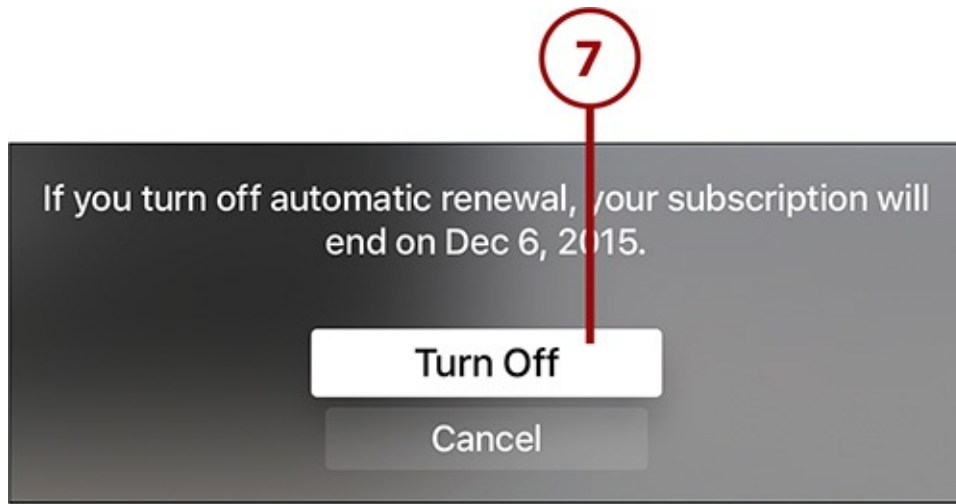 7
If you turn off automatic renewal, your subscription will
end on Dec 6, 2015.
Turn Off
Cancel